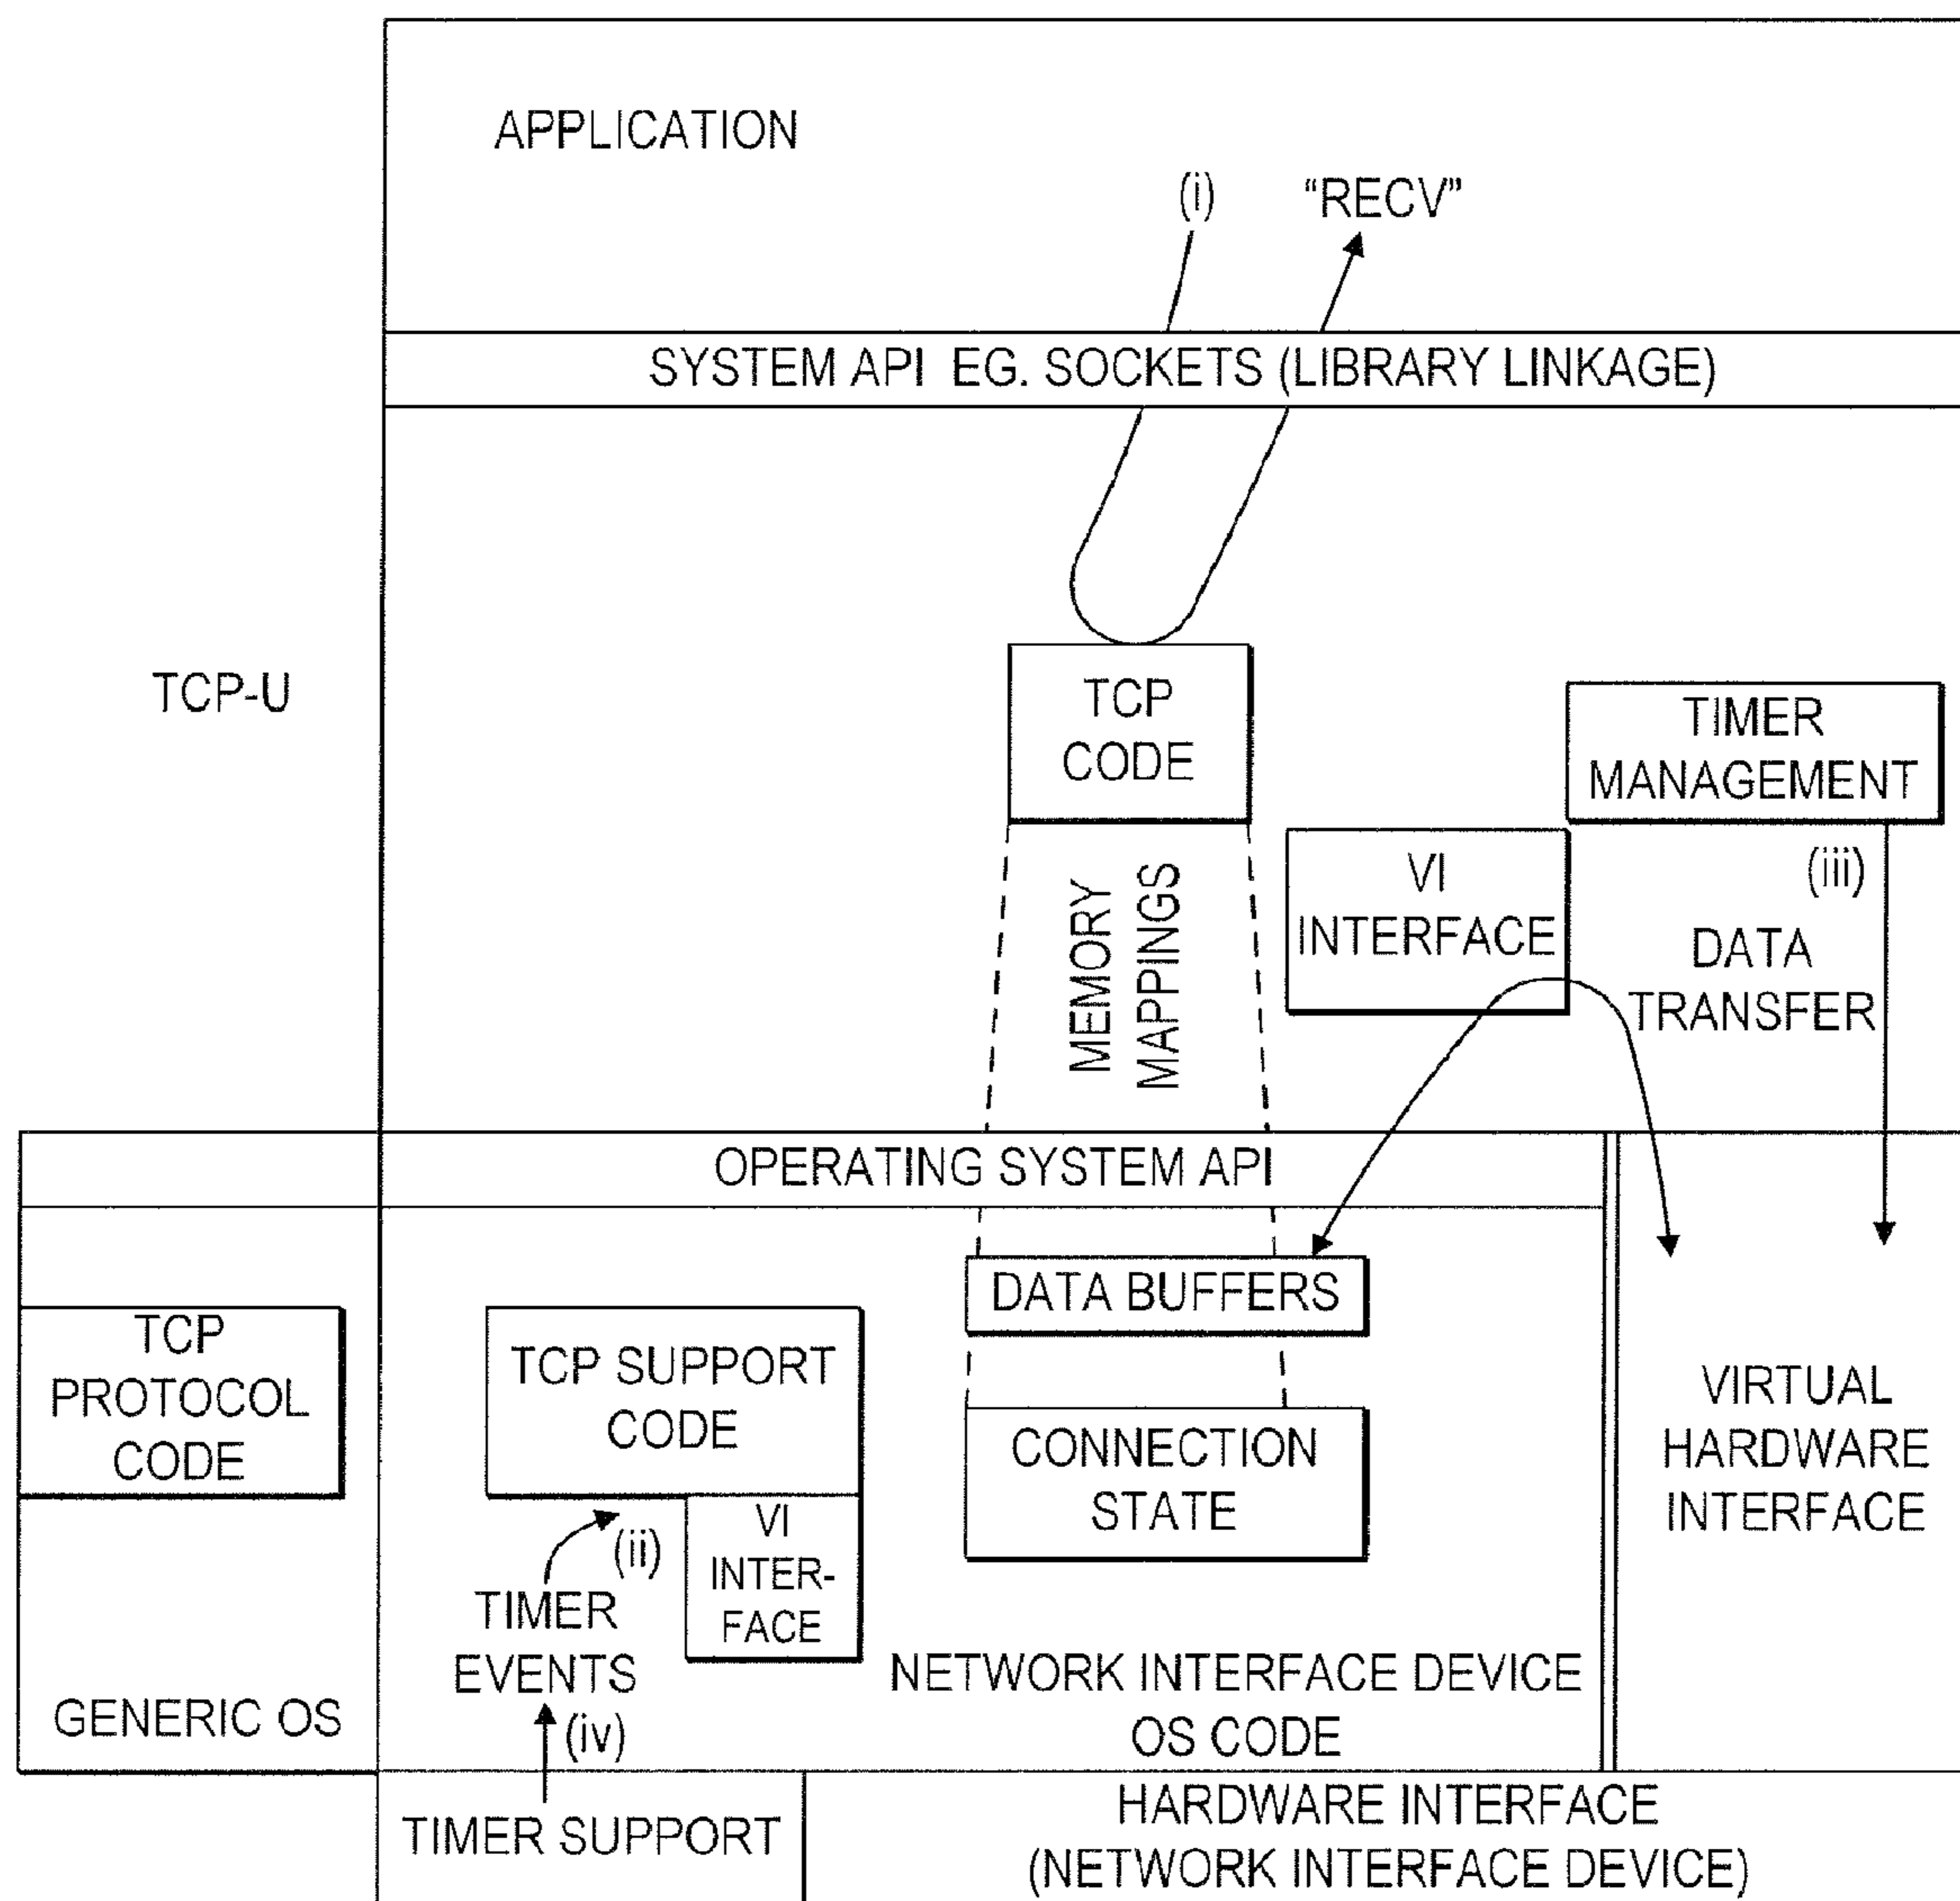 APPLICATION
(i) "RECV"
SYSTEM API EG. SOCKETS (LIBRARY LINKAGE)
TCP-U
TCP
CODE
TIMER
MANAGEMENT
MEMORY
MAPPINGS
VI
INTERFACE
(iii)
DATA
TRANSFER
OPERATING SYSTEM API
DATA BUFFERS
TCP
PROTOCOL
CODE
TCP SUPPORT
CODE
CONNECTION
STATE
VIRTUAL
HARDWARE
INTERFACE
(ii)
VI
INTER-
FACE
TIMER
EVENTS
(iv)
GENERIC OS
NETWORK INTERFACE DEVICE
OS CODE
TIMER SUPPORT
HARDWARE INTERFACE
(NETWORK INTERFACE DEVICE)